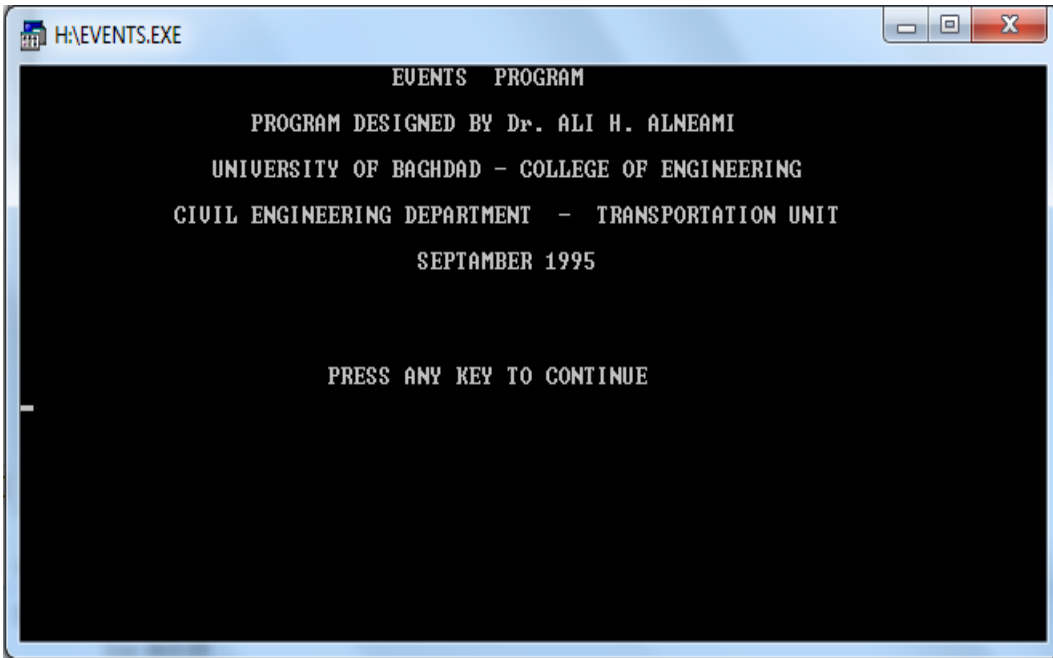 H:\EVENTS.EXE
EVENTS PROGRAM
PROGRAM DESIGNED BY Dr. ALI H. ALNEAMI
UNIVERSITY OF BAGHDAD - COLLEGE OF ENGINEERING
CIVIL ENGINEERING DEPARTMENT - TRANSPORTATION UNIT
SEPTAMBER 1995
PRESS ANY KEY TO CONTINUE